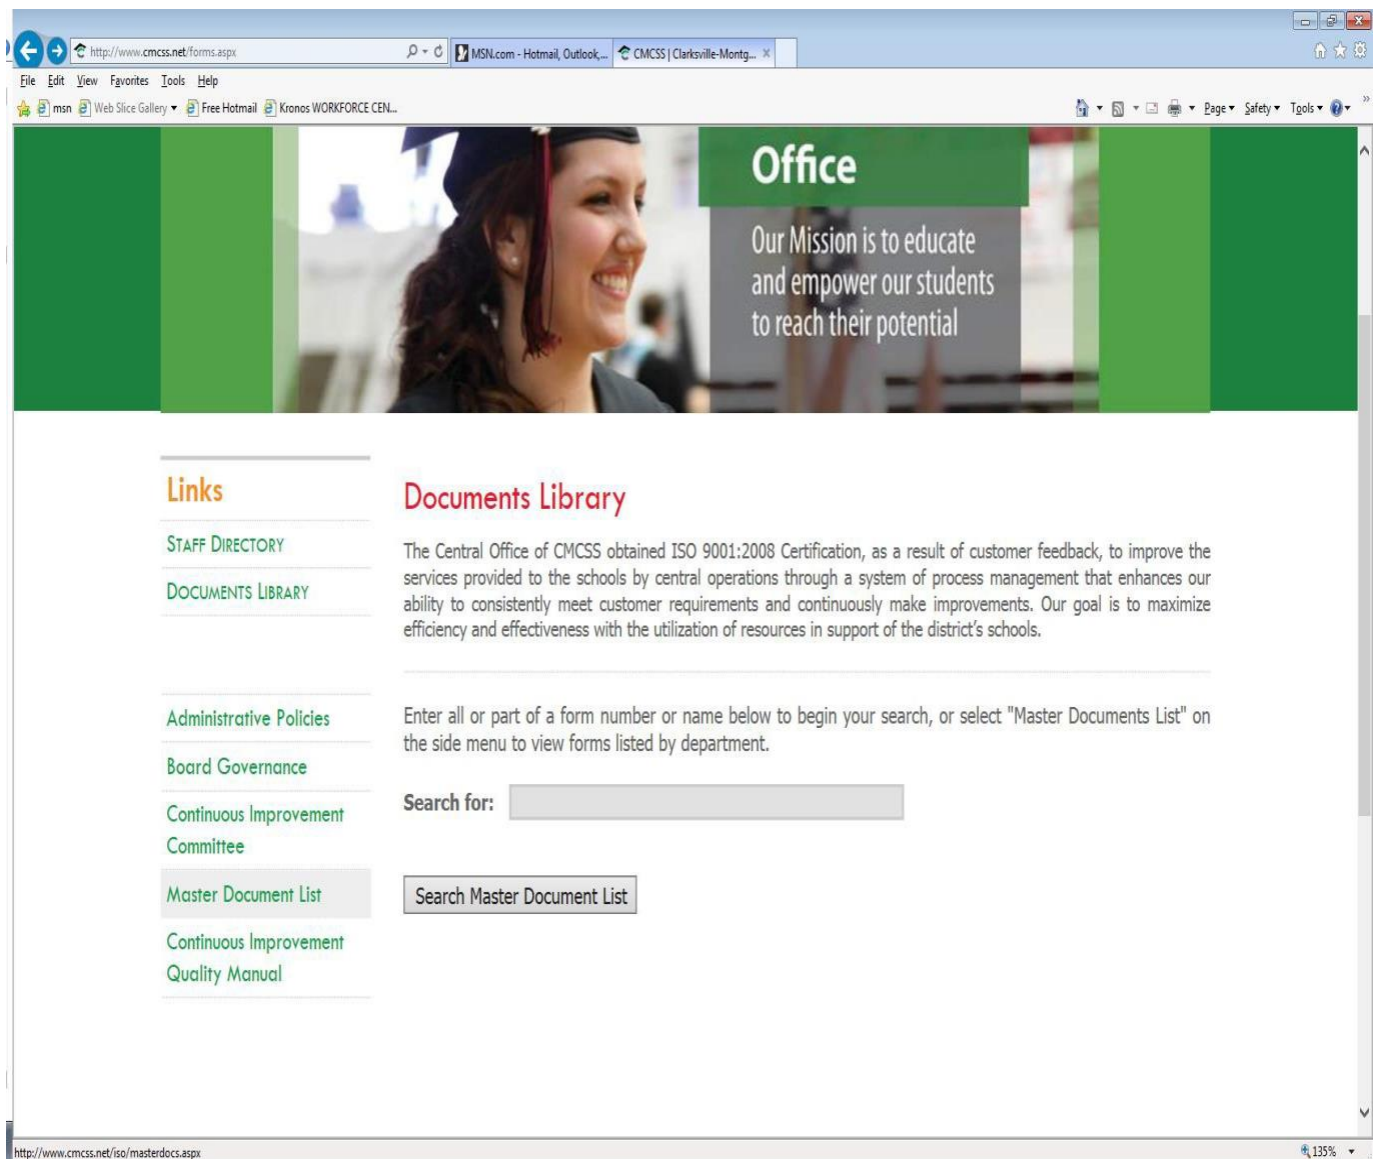 http://www.cmcss.net/forms.aspx
MSN.com - Hotmail, Outlook,...
CMCSS | Clarksville-Montg...
File Edit View Favorites Tools Help
msn Web Slice Gallery Free Hotmail Kronos WORKFORCE CEN...
Page Safety Tools
Office
Our Mission is to educate
and empower our students
to reach their potential
Links
STAFF DIRECTORY
DOCUMENTS LIBRARY
Administrative Policies
Board Governance
Continuous Improvement
Committee
Master Document List
Continuous Improvement
Quality Manual
Documents Library
The Central Office of CMCSS obtained ISO 9001:2008 Certification, as a result of customer feedback, to improve the
services provided to the schools by central operations through a system of process management that enhances our
ability to consistently meet customer requirements and continuously make improvements. Our goal is to maximize
efficiency and effectiveness with the utilization of resources in support of the district's schools.
Enter all or part of a form number or name below to begin your search, or select "Master Documents List" on
the side menu to view forms listed by department.
Search for:
Search Master Document List
http://www.cmcss.net/iso/masterdocs.aspx
135%